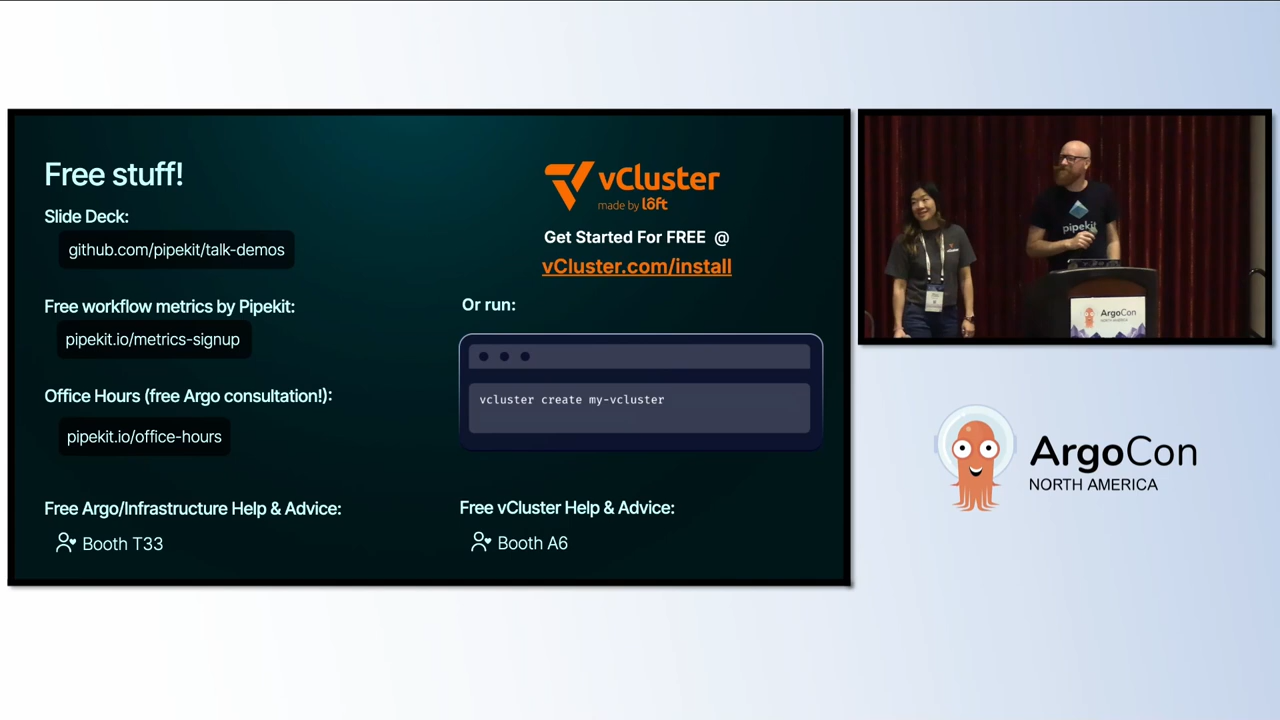 Free stuff!
Slide Deck:
github.com/pipekit/talk-demos
Free workflow metrics by Pipekit:
pipekit.io/metrics-signup
Office Hours (free Argo consultation!):
pipekit.io/office-hours
Free Argo/Infrastructure Help & Advice:
Booth T33
vCluster
made by lôft
Get Started For FREE @
vCluster.com/install
Or run:
vcluster create my-vcluster
Free vCluster Help & Advice:
Booth A6
pipekit
ArgoCon
NORTH AMERICA
ArgoCon
NORTH AMERICA